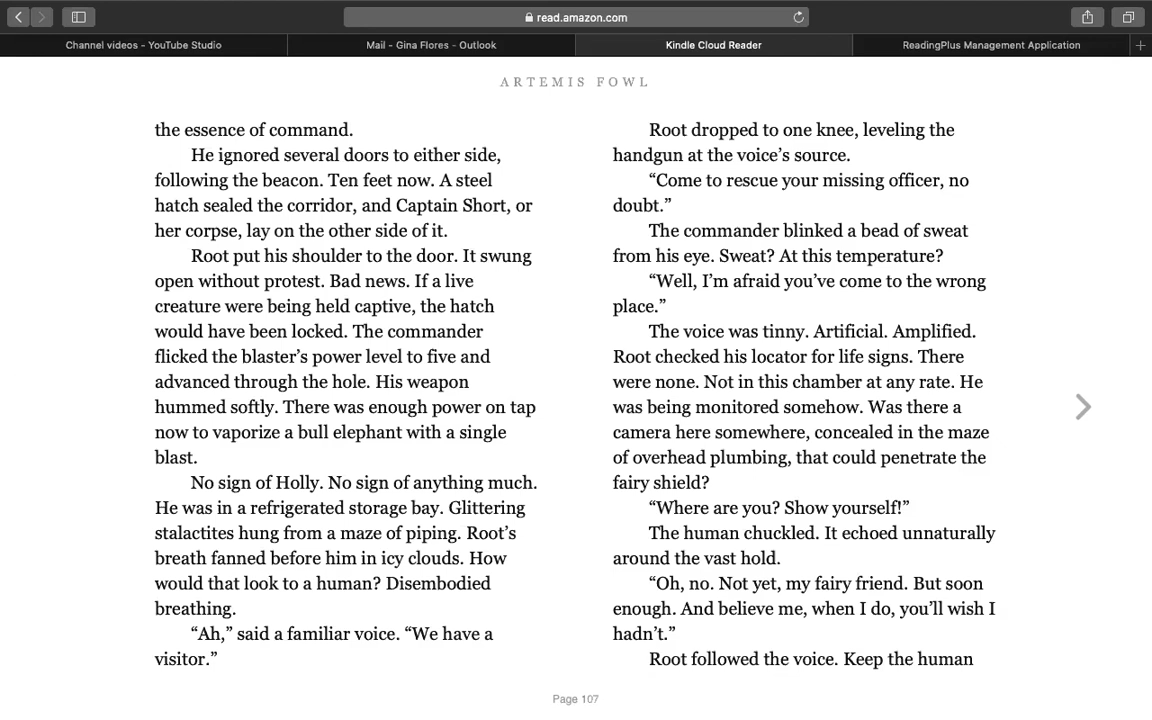 read.amazon.com
Channel videos - YouTube Studio
Mail - Gina Flores - Outlook
Kindle Cloud Reader
ReadingPlus Management Application
ARTEMIS FOWL
the essence of command.
He ignored several doors to either side,
following the beacon. Ten feet now. A steel
hatch sealed the corridor, and Captain Short, or
her corpse, lay on the other side of it.
Root put his shoulder to the door. It swung
open without protest. Bad news. If a live
creature were being held captive, the hatch
would have been locked. The commander
flicked the blaster’s power level to five and
advanced through the hole. His weapon
hummed softly. There was enough power on tap
now to vaporize a bull elephant with a single
blast.
No sign of Holly. No sign of anything much.
He was in a refrigerated storage bay. Glittering
stalactites hung from a maze of piping. Root’s
breath fanned before him in icy clouds. How
would that look to a human? Disembodied
breathing.
“Ah,” said a familiar voice. “We have a
visitor.”
Root dropped to one knee, leveling the
handgun at the voice’s source.
“Come to rescue your missing officer, no
doubt.”
The commander blinked a bead of sweat
from his eye. Sweat? At this temperature?
“Well, I’m afraid you’ve come to the wrong
place.”
The voice was tinny. Artificial. Amplified.
Root checked his locator for life signs. There
were none. Not in this chamber at any rate. He
was being monitored somehow. Was there a
camera here somewhere, concealed in the maze
of overhead plumbing, that could penetrate the
fairy shield?
“Where are you? Show yourself!”
The human chuckled. It echoed unnaturally
around the vast hold.
“Oh, no. Not yet, my fairy friend. But soon
enough. And believe me, when I do, you’ll wish I
hadn’t.”
Root followed the voice. Keep the human
Page 107